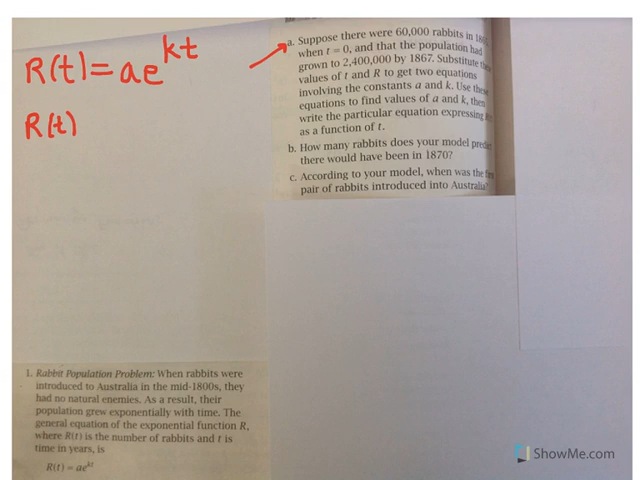 R(t) = ae^kt
R(t)
a. Suppose there were 60,000 rabbits in
when t = 0, and that the population had
grown to 2,400,000 by 1867. Substitute
values of t and R to get two equations
involving the constants a and k. Use these
equations to find values of a and k, then
write the particular equation expressing
as a function of t.
b. How many rabbits does your model predict
there would have been in 1870?
c. According to your model, when was the first
pair of rabbits introduced into Australia?
1. Rabbit Population Problem: When rabbits were
introduced to Australia in the mid-1800s, they
had no natural enemies. As a result, their
population grew exponentially with time. The
general equation of the exponential function R,
where R(t) is the number of rabbits and t is
time in years, is
R(t) = ae^kt
ShowMe.com